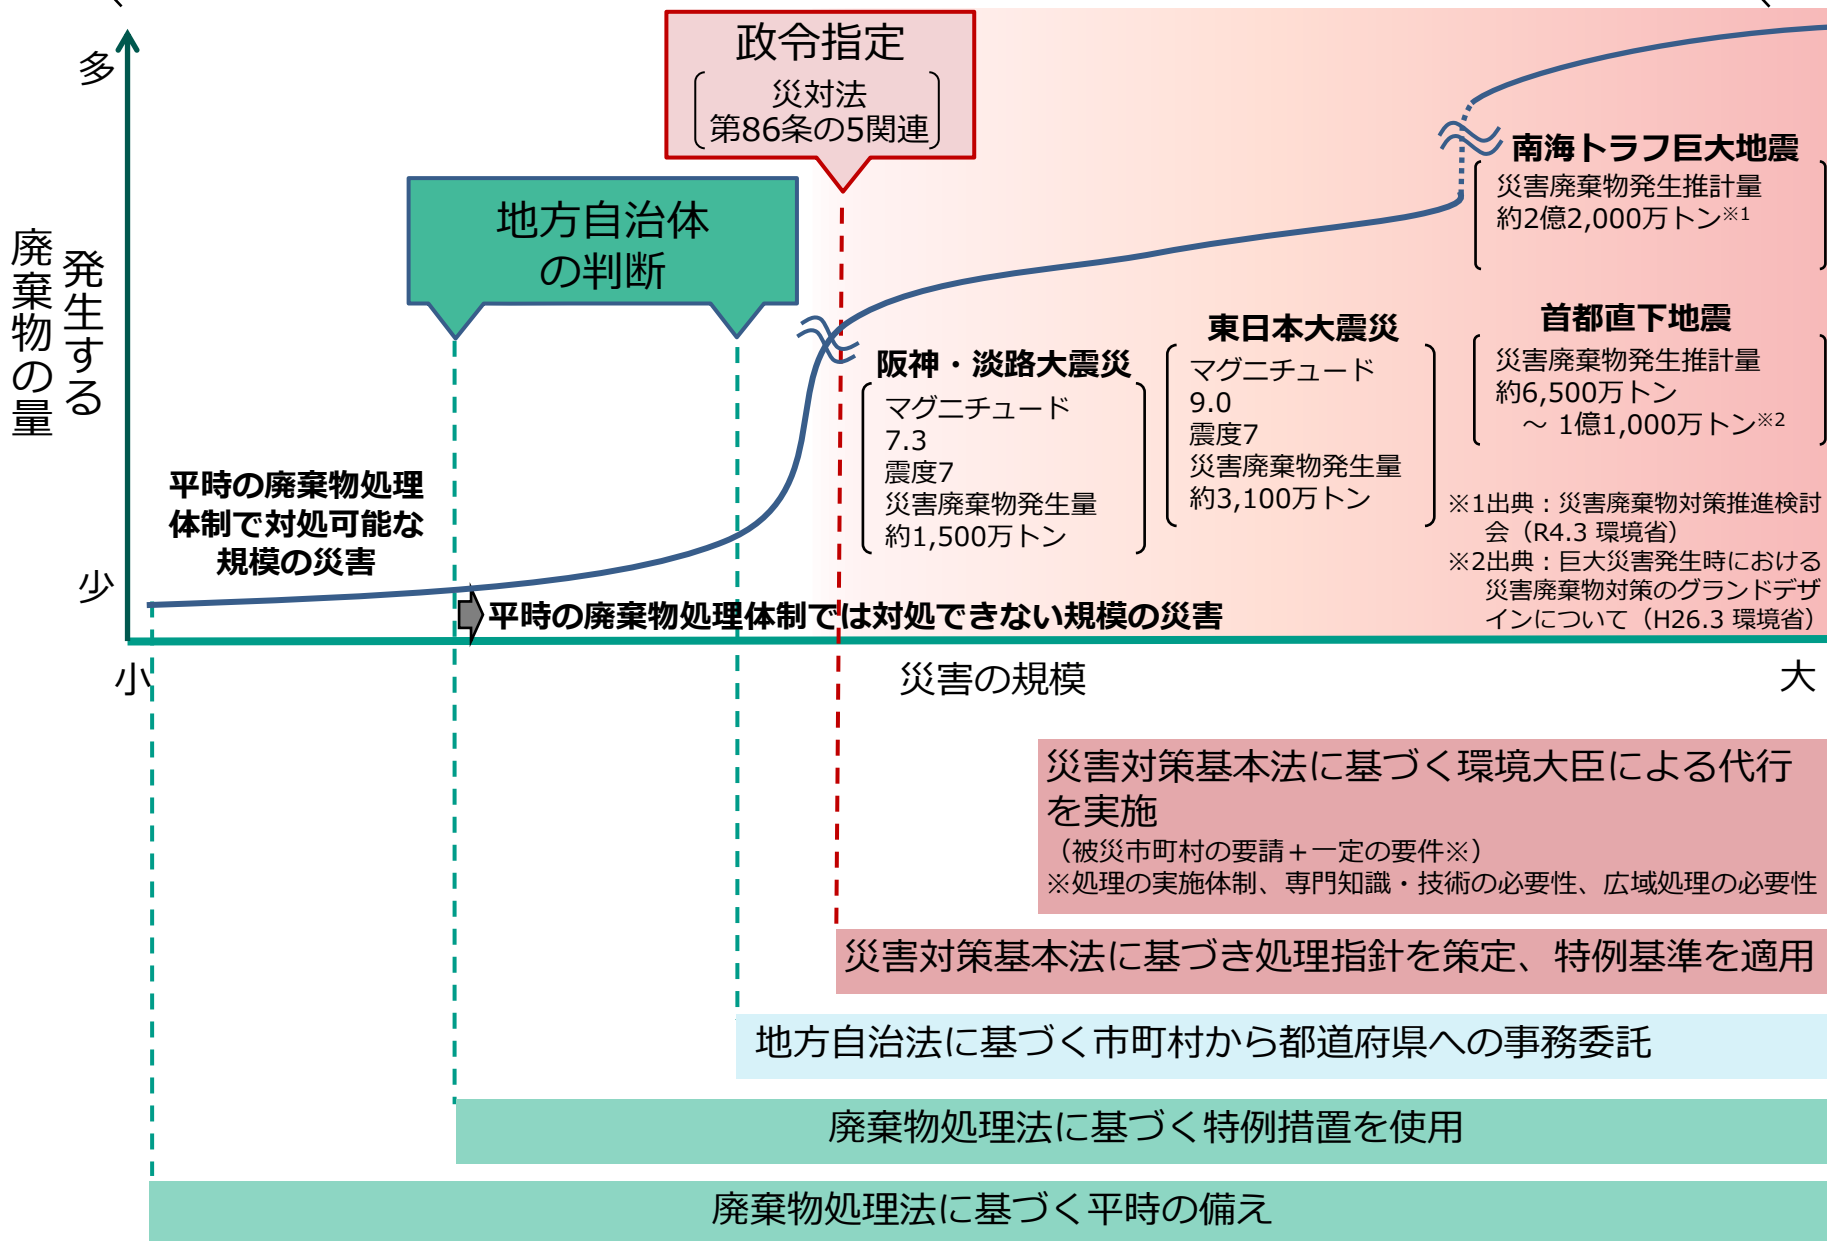 多
政令指定
災対法
第86条の5関連
地方自治体
の判断
発生する
廃棄物の量
南海トラフ巨大地震
災害廃棄物発生推計量
約2億2,000万トン※1
首都直下地震
災害廃棄物発生推計量
約6,500万トン
～ 1億1,000万トン※2
東日本大震災
マグニチュード
9.0
震度7
災害廃棄物発生量
約3,100万トン
阪神・淡路大震災
マグニチュード
7.3
震度7
災害廃棄物発生量
約1,500万トン
平時の廃棄物処理
体制で対処可能な
規模の災害
少
平時の廃棄物処理体制では対処できない規模の災害
※1出典：災害廃棄物対策推進検討
会（R4.3 環境省）
※2出典：巨大災害発生時における
災害廃棄物対策のグランドデザ
インについて（H26.3 環境省）
小
災害の規模
大
災害対策基本法に基づく環境大臣による代行
を実施
（被災市町村の要請＋一定の要件※）
※処理の実施体制、専門知識・技術の必要性、広域処理の必要性
災害対策基本法に基づき処理指針を策定、特例基準を適用
地方自治法に基づく市町村から都道府県への事務委託
廃棄物処理法に基づく特例措置を使用
廃棄物処理法に基づく平時の備え